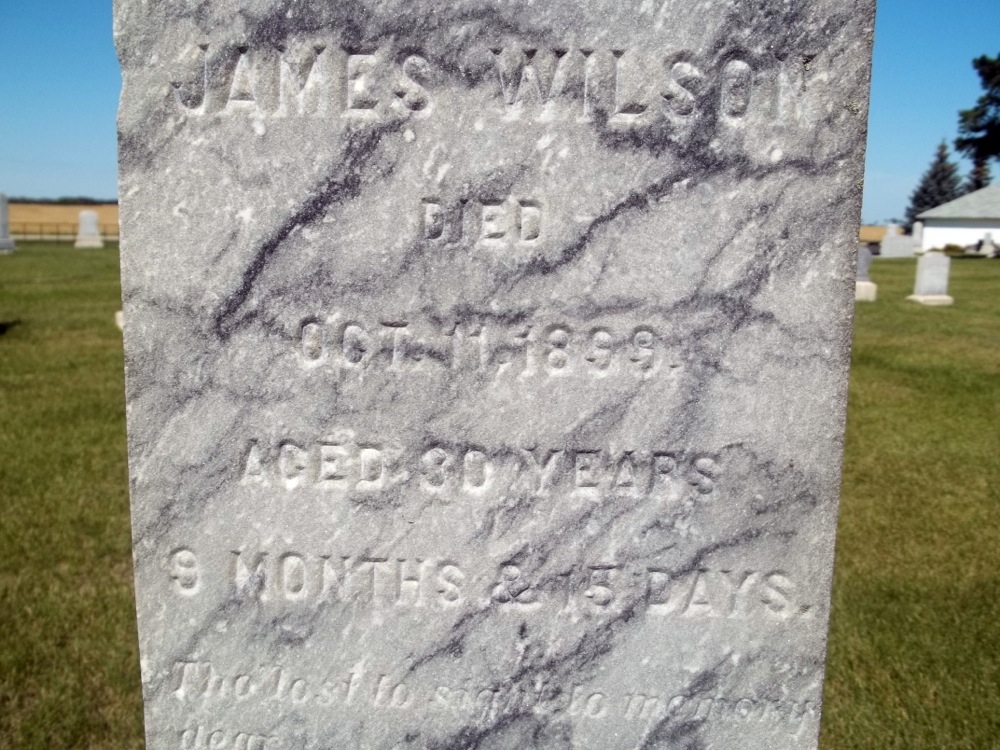 JAMES WILSON
DIED
OCT. 11, 1899.
AGED 30 YEARS
9 MONTHS & 15 DAYS.
Tho lost to sight to memory
dear